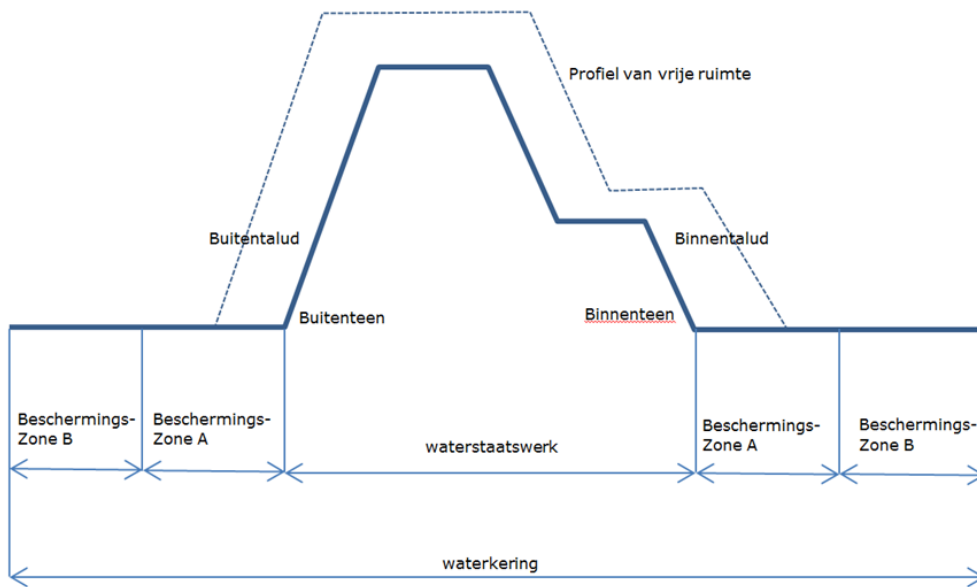 Profiel van vrije ruimte
Buitentalud
Binnentalud
Buitenteen
Binnenteen
Beschermings-
Zone B
Beschermings-
Zone A
waterstaatswerk
Beschermings-
Zone A
Beschermings-
Zone B
waterkering